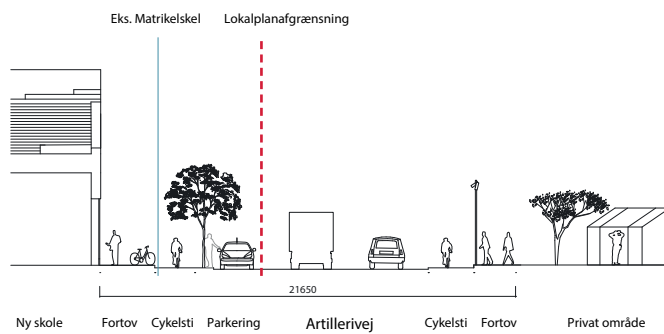 Eks. Matrikelskel Lokalplanafgrænsning
21650
Ny skole Fortov Cykelsti Parkering Artillerivej Cykelsti Fortov Privat område